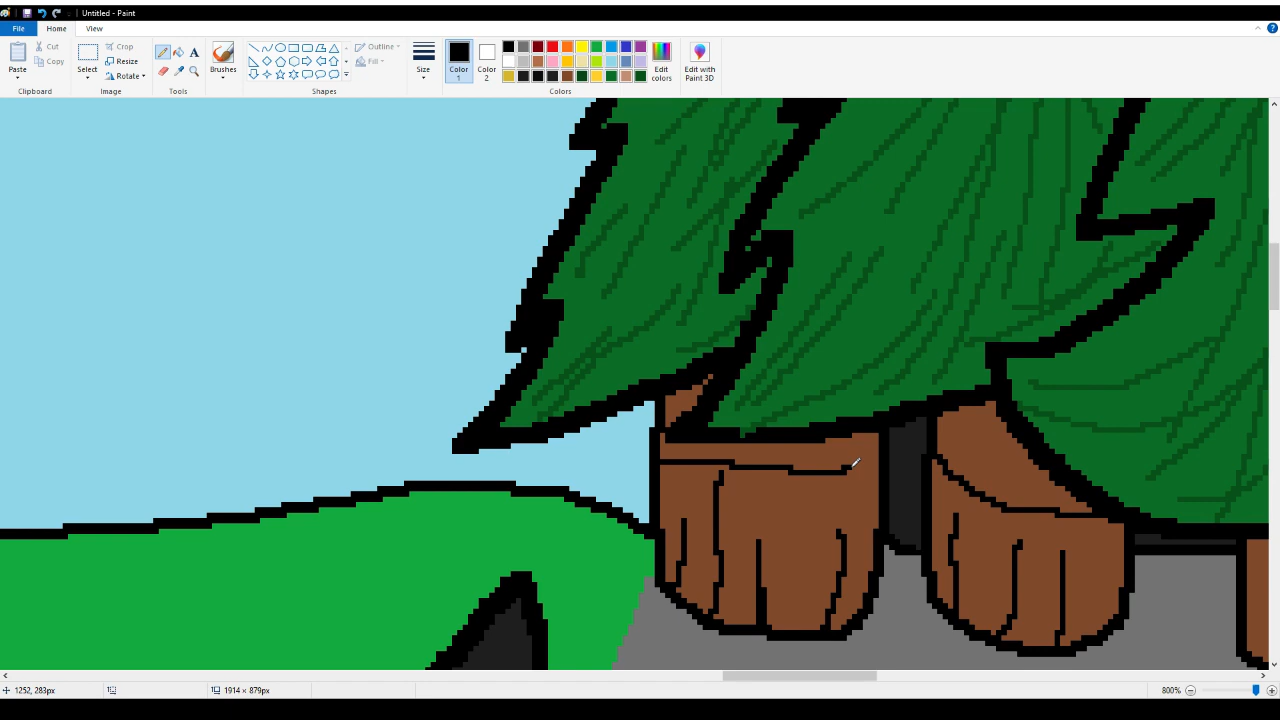 Untitled - Paint
File Home View
Paste
Cut
Copy
Clipboard
Select
Crop
Resize
Rotate
Image
A
Tools
Brushes
Shapes
Outline
Fill
Size
Color
1
Color
2
Edit
colors
Colors
Edit with
Paint 3D
1252, 283px
1914 × 879px
800%